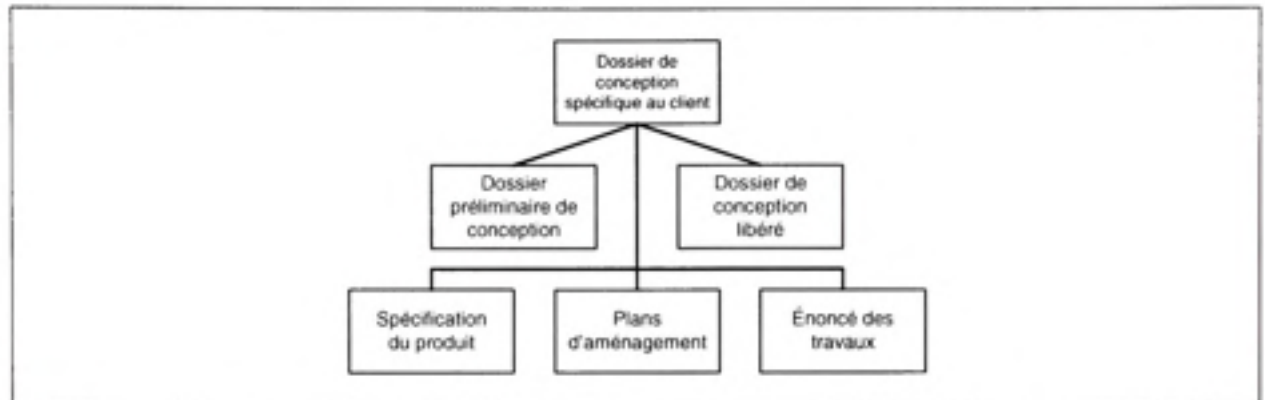 Dossier de
conception
spécifique au client
Dossier
préliminaire de
conception
Dossier de
conception
libéré
Spécification
du produit
Plans
d'aménagement
Énoncé des
travaux